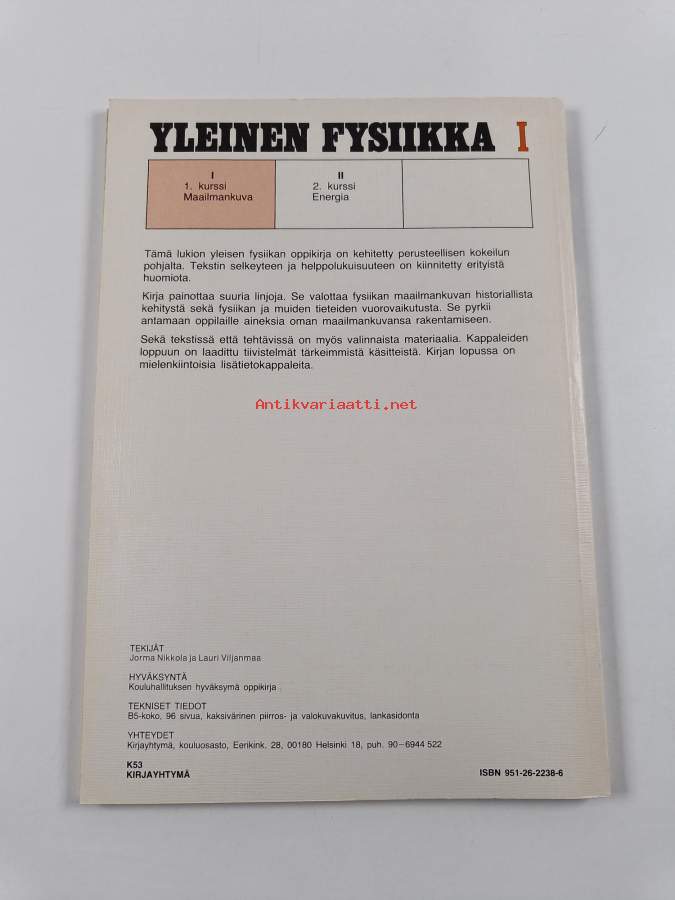 YLEINEN FYSIIKKA I
I
1. kurssi
Maailmankuva
II
2. kurssi
Energia
Tämä lukion yleisen fysiikan oppikirja on kehitetty perusteellisen kokeilun
pohjalta. Tekstin selkeyteen ja helppolukuisuuteen on kiinnitetty erityistä
huomiota.
Kirja painottaa suuria linjoja. Se valottaa fysiikan maailmankuvan historiallista
kehitystä sekä fysiikan ja muiden tieteiden vuorovaikutusta. Se pyrkii
antamaan oppilaille aineksia oman maailmankuvansa rakentamiseen.
Sekä tekstissä että tehtävissä on myös valinnaista materiaalia. Kappaleiden
loppuun on laadittu tiivistelmät tärkeimmistä käsitteistä. Kirjan lopussa on
mielenkiintoisia lisätietokappaleita.
Antikvariaatti.net
TEKIJÄT
Jorma Nikkola ja Lauri Viljanmaa
HYVÄKSYNTÄ
Kouluhallituksen hyväksymä oppikirja
TEKNISET TIEDOT
B5-koko, 96 sivua, kaksivärinen piirros- ja valokuvakuvitus, lankasidonta
YHTEYDET
Kirjayhtymä, kouluosasto, Eerikink. 28, 00180 Helsinki 18, puh. 90–6944 522
K53
KIRJAYHTYMÄ
ISBN 951-26-2238-6